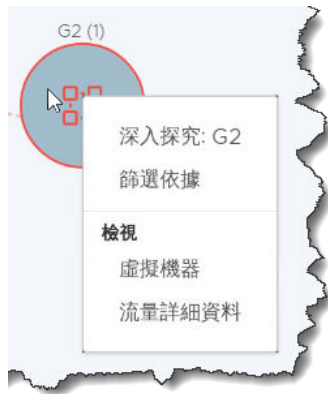 G2 (1)
深入探究: G2
篩選依據
檢視
虛擬機器
流量詳細資料